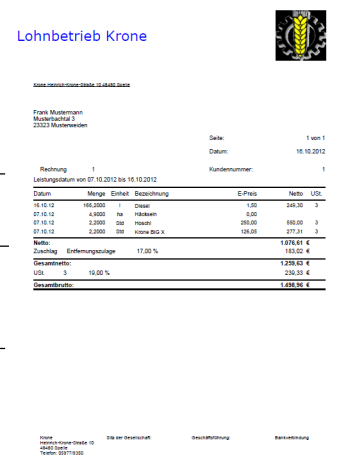 Lohnbetrieb Krone
Krone Heinrich-Krone-Straße 10 48480 Spelle
Frank Mustermann
Musterbachtal 3
23323 Musterweiden
Seite: 1 von 1
Datum: 16.10.2012
Rechnung 1 Kundennummer: 1
Leistungsdatum von 07.10.2012 bis 16.10.2012
Datum Menge Einheit Bezeichnung E-Preis Netto USt.
16.10.12 166,2000 l Diesel 1,50 249,30 3
07.10.12 4,9000 ha Häckseln 0,00
07.10.12 2,2000 Std Hoschi 250,00 550,00 3
07.10.12 2,2000 Std Krone BIG X 126,05 277,31 3
Netto: 1.076,61 €
Zuschlag Entfernungszulage 17,00 % 183,02 €
Gesamtnetto: 1.259,63 €
USt. 3 19,00 % 239,33 €
Gesamtbrutto: 1.498,96 €
Krone Sitz der Gesellschaft: Geschäftsführung: Bankverbindung
Heinrich-Krone-Straße 10
48480 Spelle
Telefon: 05977/9350